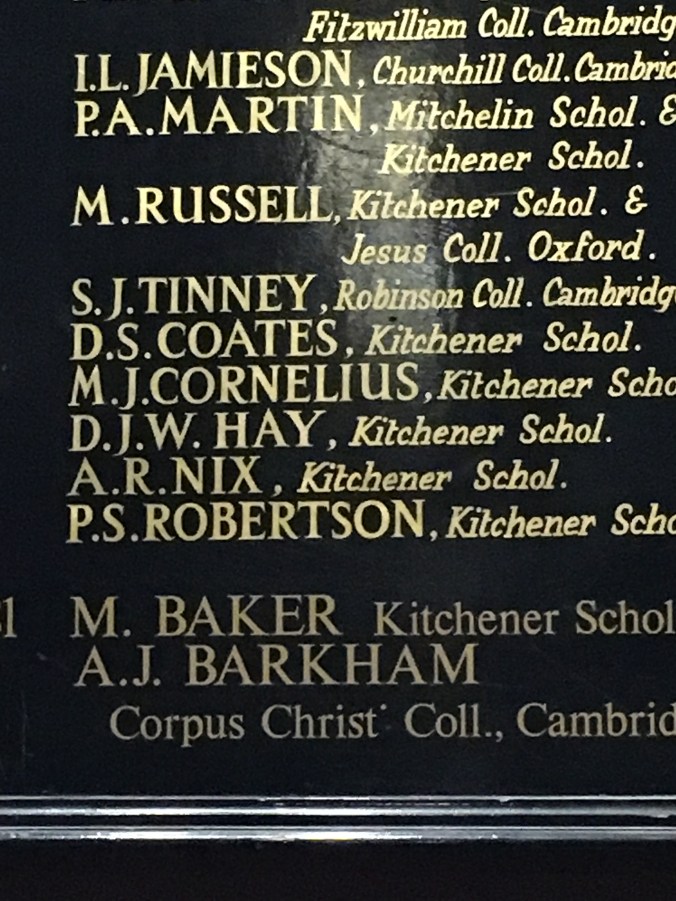 Fitzwilliam Coll. Cambridg
I.L. JAMIESON, Churchill Coll. Cambrid
P.A. MARTIN, Mitchelin Schol. &
Kitchener Schol.
M. RUSSELL, Kitchener Schol. &
Jesus Coll. Oxford.
S.J. TINNEY, Robinson Coll. Cambridg
D.S. COATES, Kitchener Schol.
M.J. CORNELIUS, Kitchener Scho
D.J.W. HAY, Kitchener Schol.
A.R. NIX, Kitchener Schol.
P.S. ROBERTSON, Kitchener Scho
1 M. BAKER Kitchener Schol
A.J. BARKHAM
Corpus Christ Coll., Cambrid